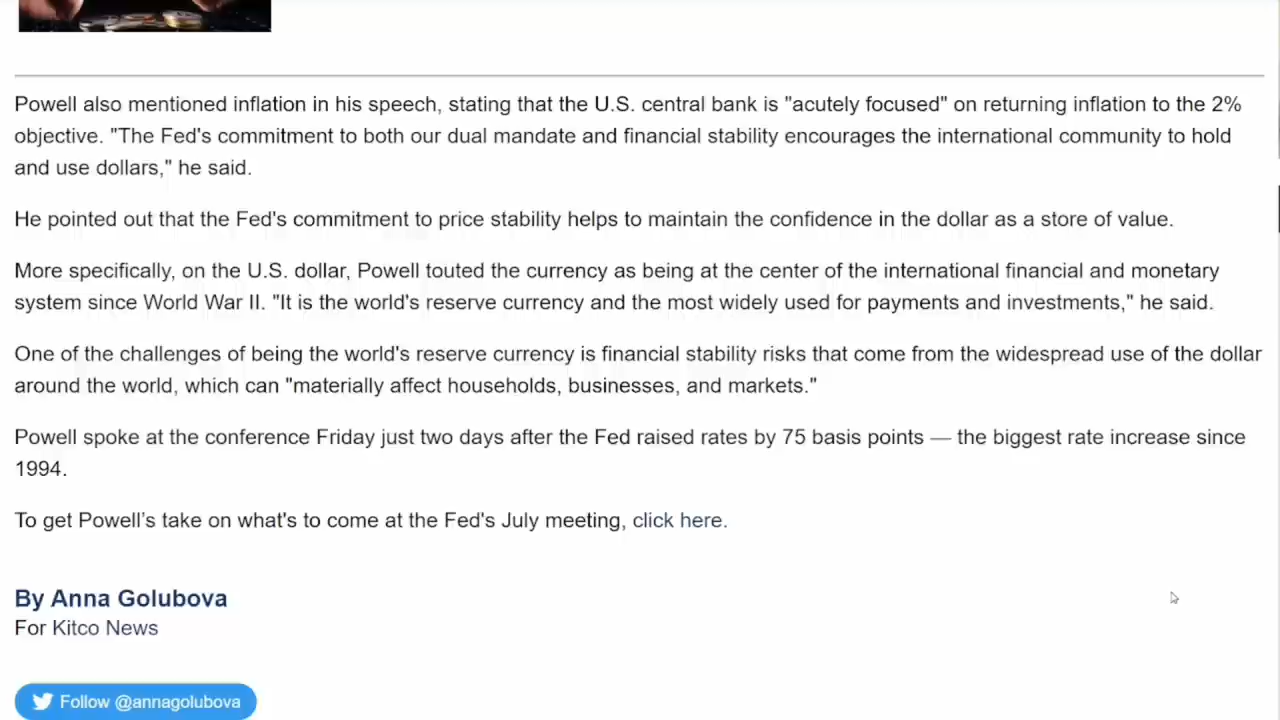 Powell also mentioned inflation in his speech, stating that the U.S. central bank is "acutely focused" on returning inflation to the 2%
objective. "The Fed's commitment to both our dual mandate and financial stability encourages the international community to hold
and use dollars," he said.
He pointed out that the Fed's commitment to price stability helps to maintain the confidence in the dollar as a store of value.
More specifically, on the U.S. dollar, Powell touted the currency as being at the center of the international financial and monetary
system since World War II. "It is the world's reserve currency and the most widely used for payments and investments," he said.
One of the challenges of being the world's reserve currency is financial stability risks that come from the widespread use of the dollar
around the world, which can "materially affect households, businesses, and markets."
Powell spoke at the conference Friday just two days after the Fed raised rates by 75 basis points — the biggest rate increase since
1994.
To get Powell’s take on what's to come at the Fed's July meeting, click here.
By Anna Golubova
For Kitco News
Follow @annagolubova